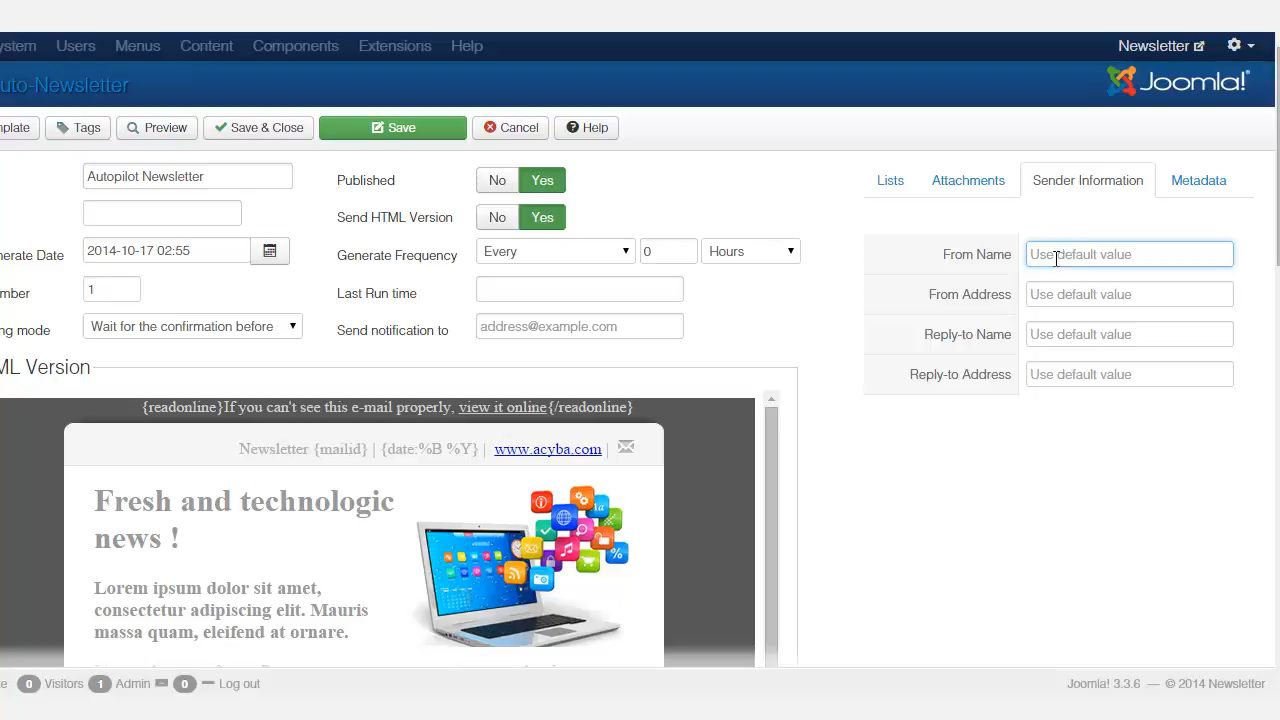 ystem Users Menus Content Components Extensions Help Newsletter
uto-Newsletter Joomla!®
nplate Tags Preview Save & Close Save Cancel Help
Autopilot Newsletter Published No Yes Lists Attachments Sender Information Metadata
Send HTML Version No Yes
nerate Date 2014-10-17 02:55 Generate Frequency Every 0 Hours From Name Use default value
mber 1 Last Run time From Address Use default value
ng mode Wait for the confirmation before Send notification to address@example.com Reply-to Name Use default value
ML Version Reply-to Address Use default value
{readonly}If you can't see this e-mail properly, view it online{/readonly}
Newsletter {mailid} | {date:%B %Y} | www.acyba.com |
Fresh and technologic
news !
Lorem ipsum dolor sit amet,
consectetur adipiscing elit. Mauris
massa quam, eleifend at ornare.
te 0 Visitors 1 Admin 0 Log out Joomla! 3.3.6 — © 2014 Newsletter